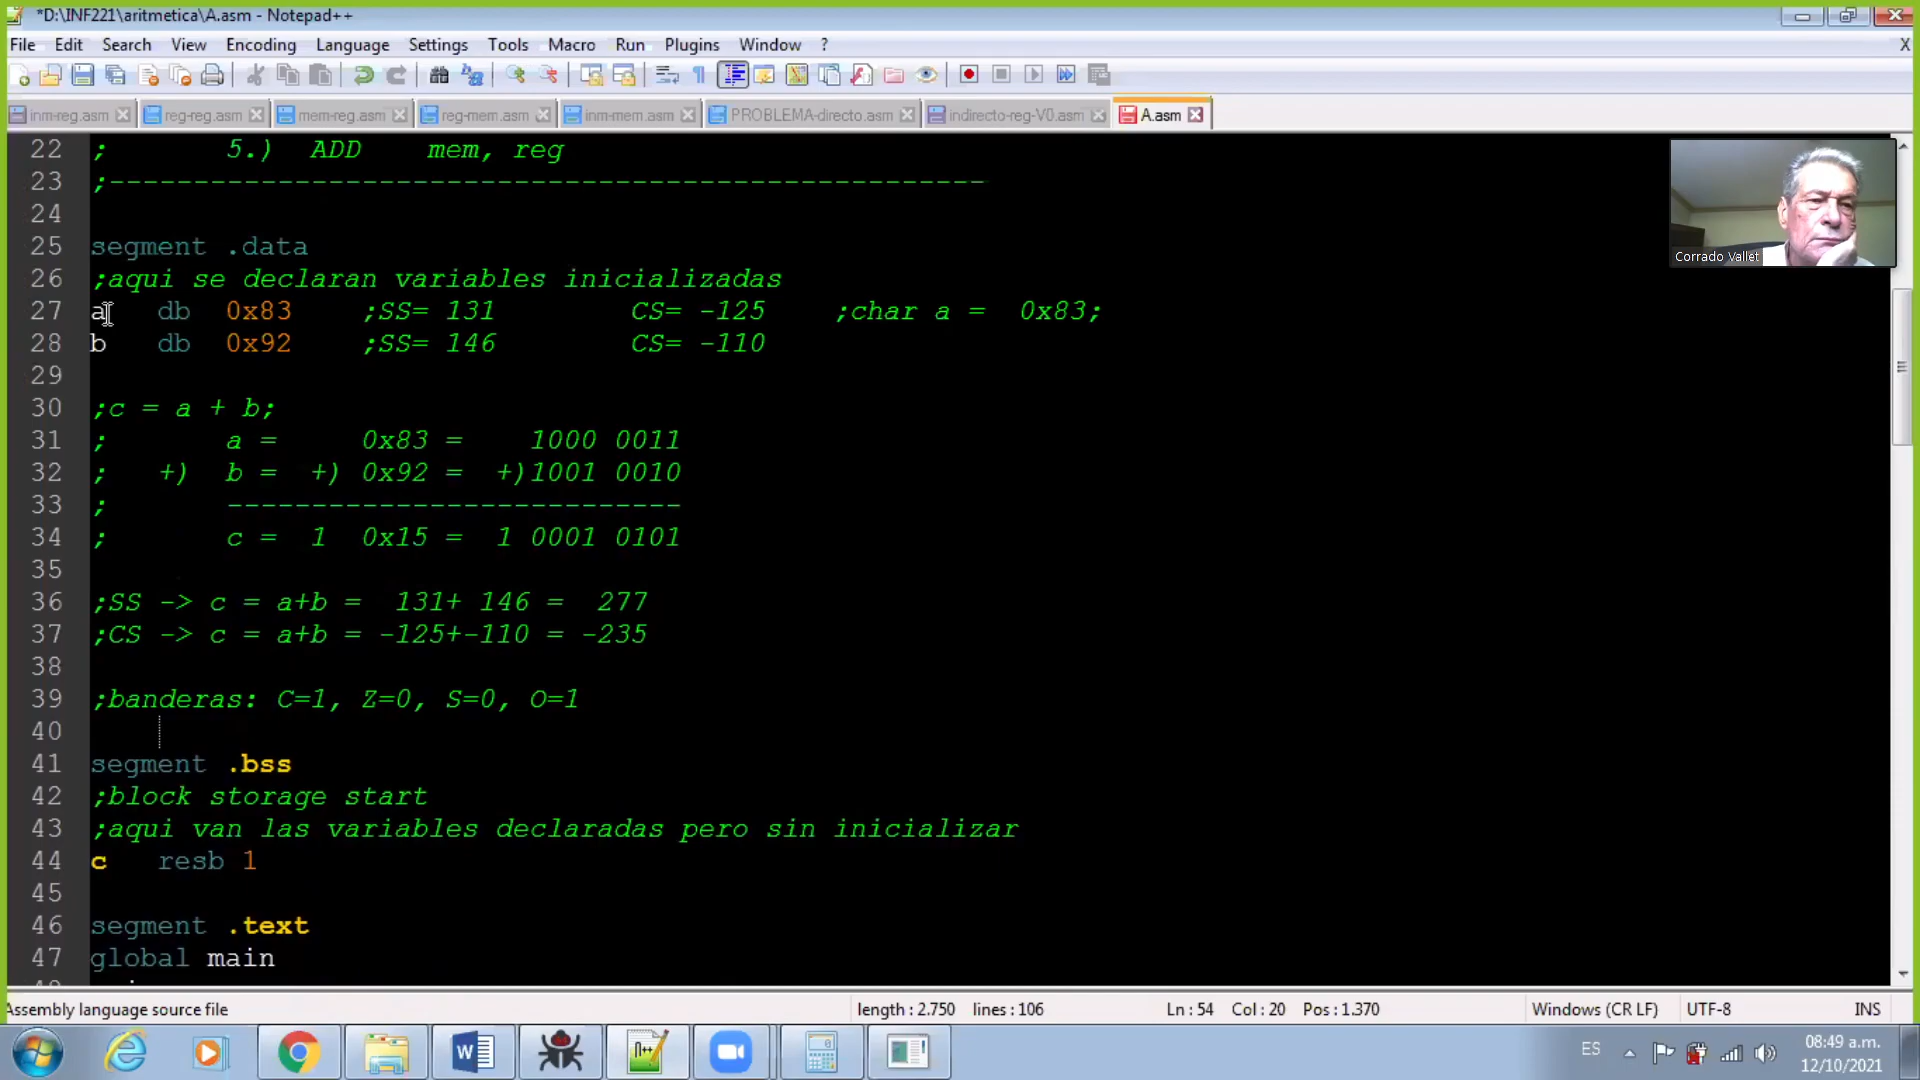 *D:\INF221\aritmetica\A.asm - Notepad++
File Edit Search View Encoding Language Settings Tools Macro Run Plugins Window ? X
inm-reg.asm reg-reg.asm mem-reg.asm reg-mem.asm inm-mem.asm PROBLEMA-directo.asm indirecto-reg-V0.asm A.asm
22 ; 5.) ADD mem, reg
23 ;----------------------------------------------------
24
25 segment .data
26 ;aqui se declaran variables inicializadas
27 a db 0x83 ;SS= 131 CS= -125 ;char a = 0x83;
28 b db 0x92 ;SS= 146 CS= -110
29
30 ;c = a + b;
31 ; a = 0x83 = 1000 0011
32 ; +) b = +) 0x92 = +)1001 0010
33 ; ---------------------------
34 ; c = 1 0x15 = 1 0001 0101
35
36 ;SS -> c = a+b = 131+ 146 = 277
37 ;CS -> c = a+b = -125+-110 = -235
38
39 ;banderas: C=1, Z=0, S=0, O=1
40
41 segment .bss
42 ;block storage start
43 ;aqui van las variables declaradas pero sin inicializar
44 c resb 1
45
46 segment .text
47 global main
Corrado Vallet
Assembly language source file length : 2.750 lines : 106 Ln : 54 Col : 20 Pos : 1.370 Windows (CR LF) UTF-8 INS
ES 08:49 a.m.
12/10/2021